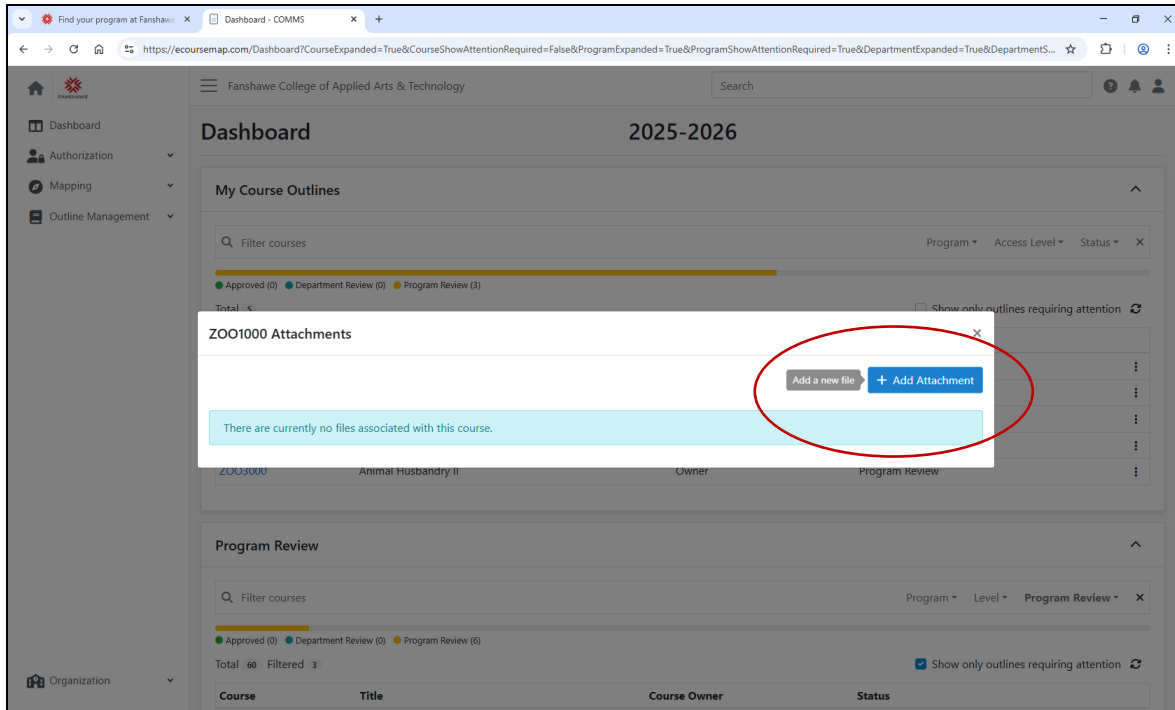 Find your program at Fanshawe
Dashboard - COMMS
https://ecoursemap.com/Dashboard?CourseExpanded=True&CourseShowAttentionRequired=False&ProgramExpanded=True&ProgramShowAttentionRequired=True&DepartmentExpanded=True&DepartmentS...
FANSHAWE
Fanshawe College of Applied Arts & Technology
Search
Dashboard
Authorization
Mapping
Outline Management
Organization
Dashboard 2025-2026
My Course Outlines
Filter courses Program Access Level Status
Approved (0) Department Review (0) Program Review (3)
Total 5 Show only outlines requiring attention
ZOO1000 Attachments
Add a new file + Add Attachment
There are currently no files associated with this course.
ZOO3000 Animal Husbandry II Owner Program Review
Program Review
Filter courses Program Level Program Review
Approved (0) Department Review (0) Program Review (6)
Total 60 Filtered 3 Show only outlines requiring attention
Course Title Course Owner Status